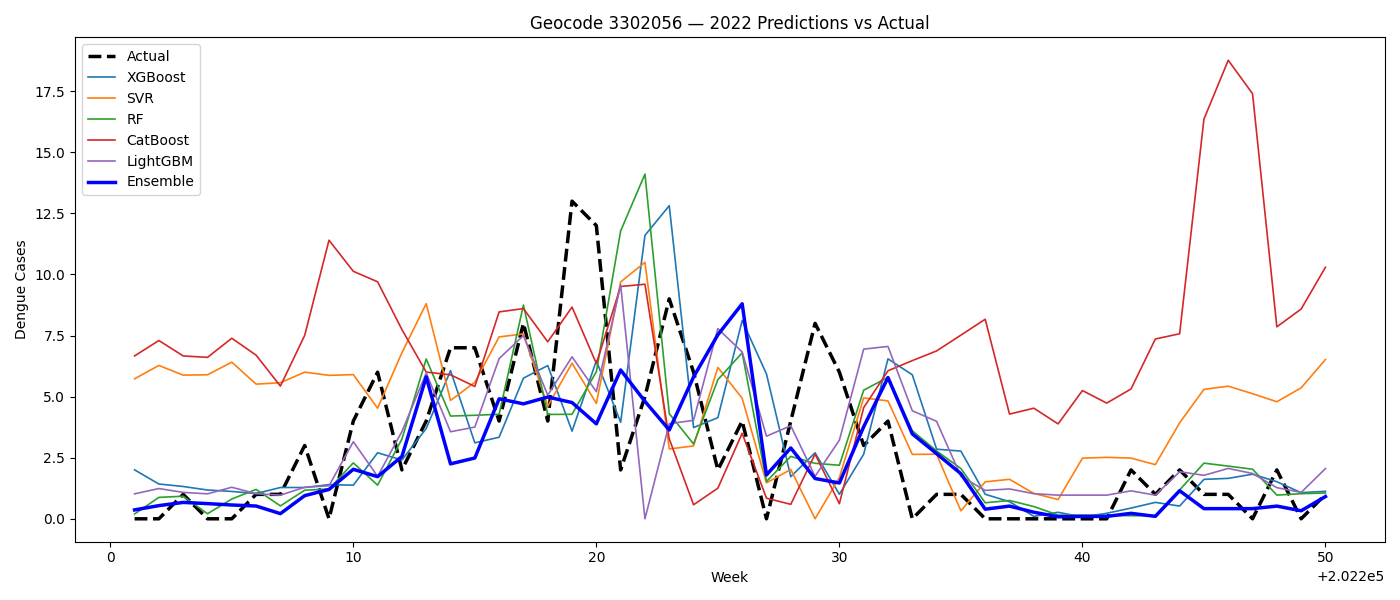 Geocode 3302056 — 2022 Predictions vs Actual
Actual
XGBoost
SVR
RF
CatBoost
LightGBM
Ensemble
Dengue Cases
17.5
15.0
12.5
10.0
7.5
5.0
2.5
0.0
0 10 20 30 40 50
+2.022e5
Week